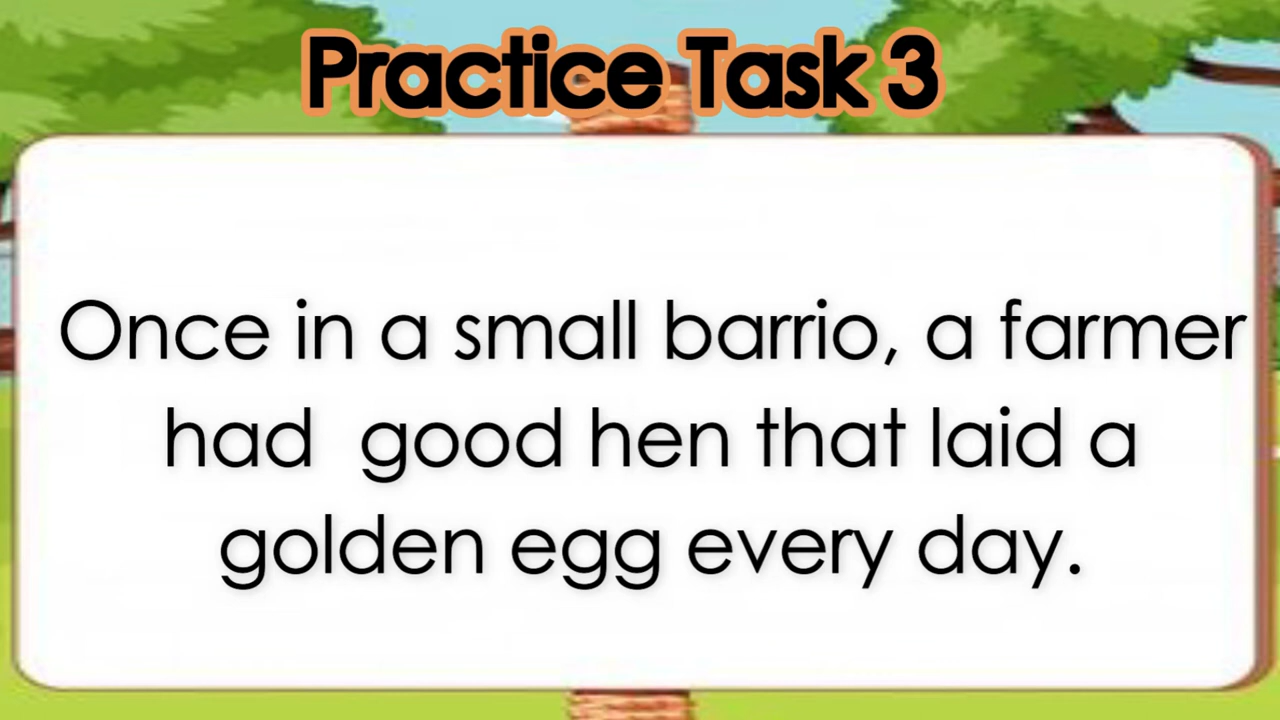 Practice Task 3
Once in a small barrio, a farmer
had  good hen that laid a
golden egg every day.